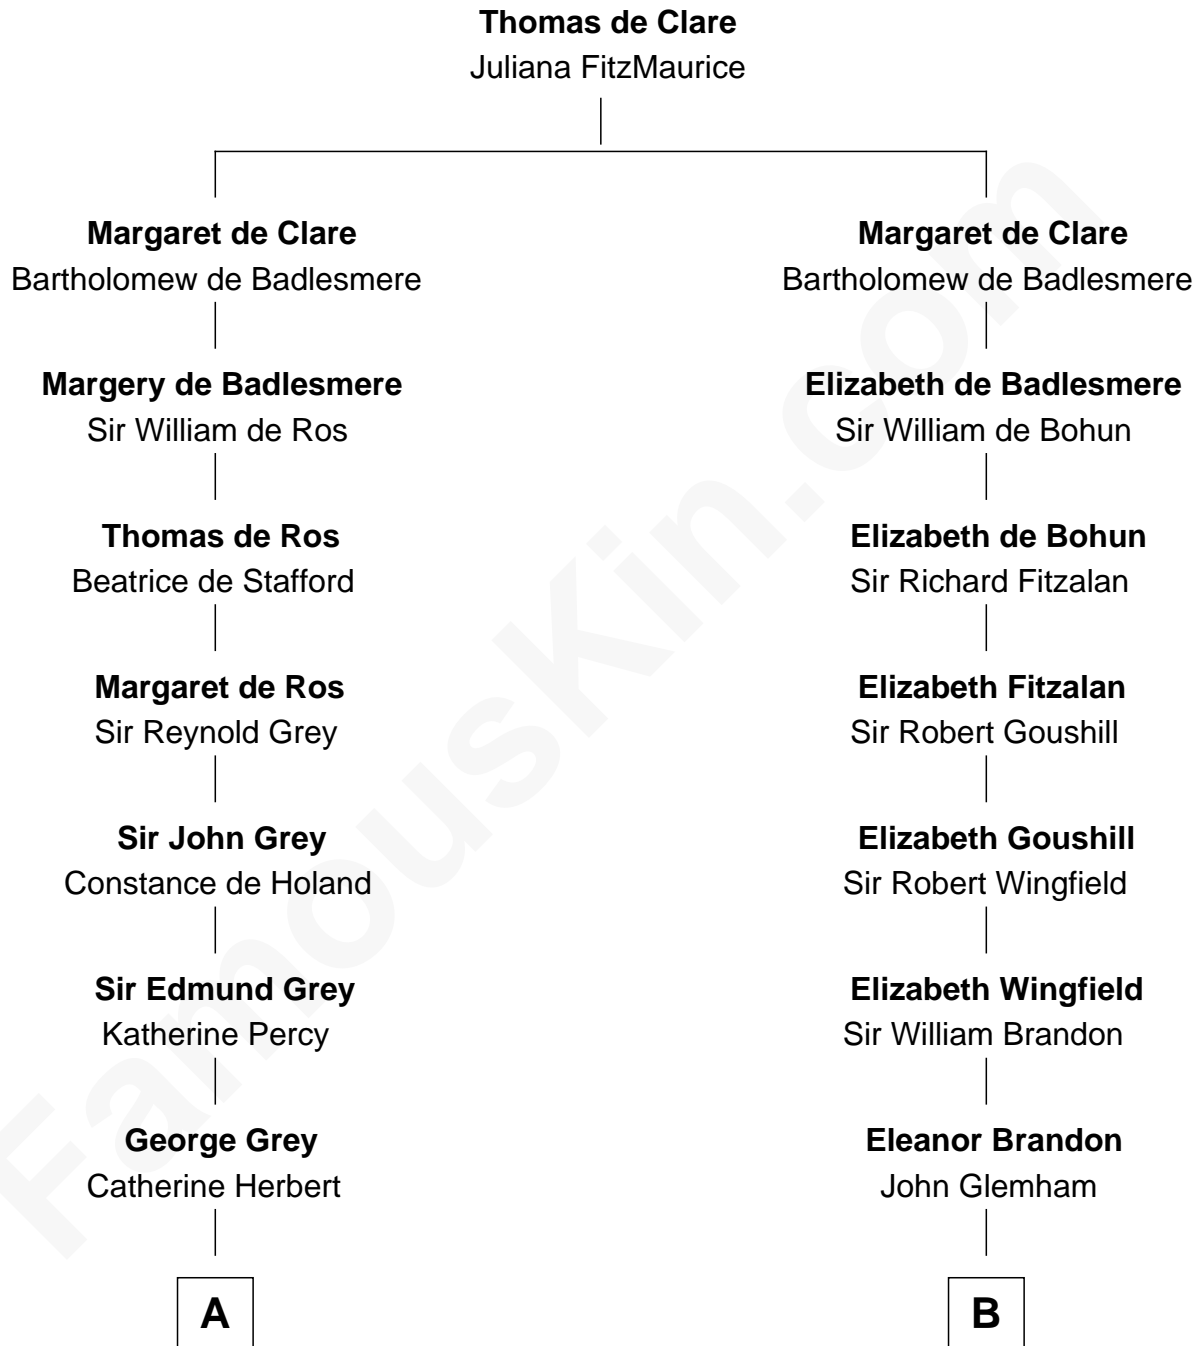 Thomas de Clare
Juliana FitzMaurice
Margaret de Clare
Bartholomew de Badlesmere
Margery de Badlesmere
Sir William de Ros
Thomas de Ros
Beatrice de Stafford
Margaret de Ros
Sir Reynold Grey
Sir John Grey
Constance de Holand
Sir Edmund Grey
Katherine Percy
George Grey
Catherine Herbert
A
Margaret de Clare
Bartholomew de Badlesmere
Elizabeth de Badlesmere
Sir William de Bohun
Elizabeth de Bohun
Sir Richard Fitzalan
Elizabeth Fitzalan
Sir Robert Goushill
Elizabeth Goushill
Sir Robert Wingfield
Elizabeth Wingfield
Sir William Brandon
Eleanor Brandon
John Glemham
B
FamousKin.com